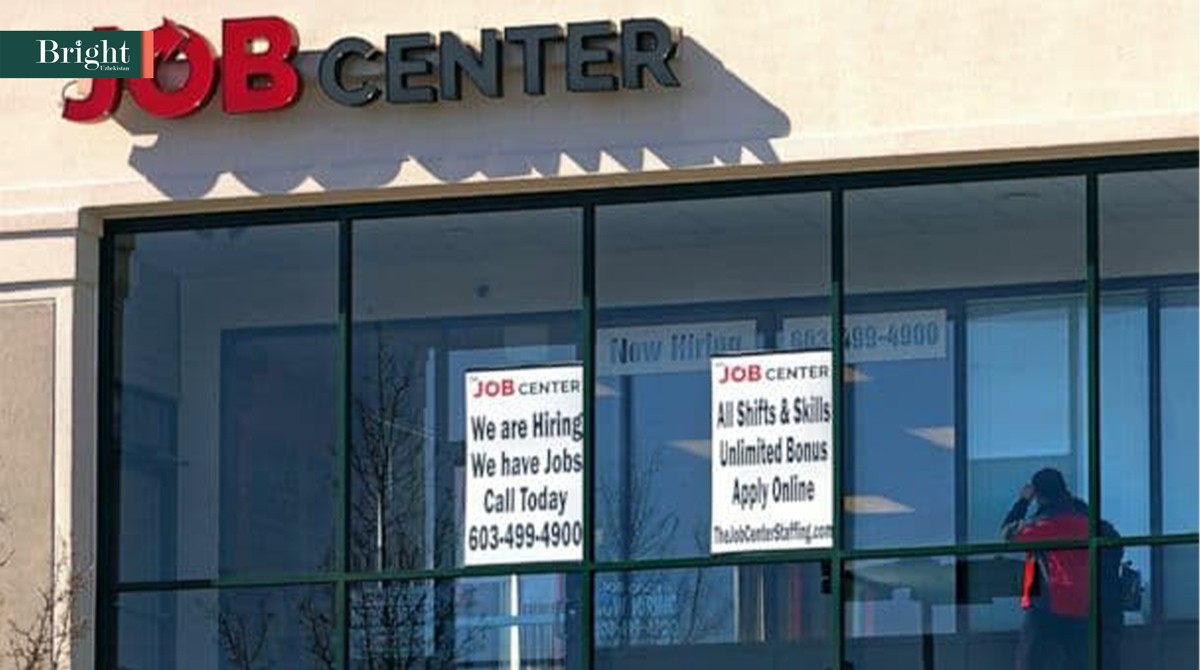 Bright
Uzbekistan
JOB CENTER
Now Hiring
603-499-4900
JOB CENTER
We are Hiring
We have Jobs
Call Today
603-499-4900
JOB CENTER
All Shifts & Skills
Unlimited Bonus
Apply Online
TheJobCenterStaffing.com